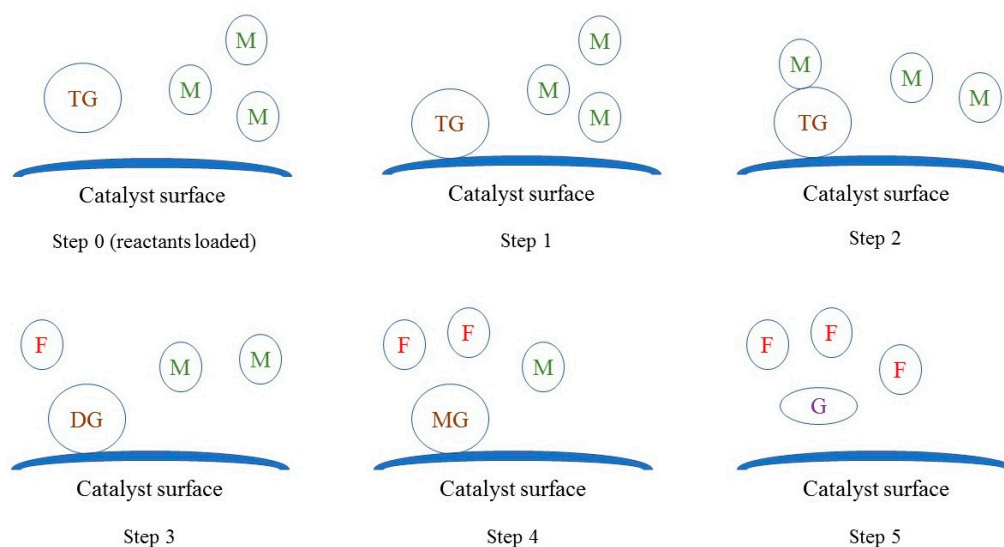 M
TG
M
M
Catalyst surface
Step 0 (reactants loaded)
M
M
TG
M
Catalyst surface
Step 1
M
M
M
TG
Catalyst surface
Step 2
F
M
M
DG
Catalyst surface
Step 3
F
F
M
MG
Catalyst surface
Step 4
F
F
F
G
Catalyst surface
Step 5